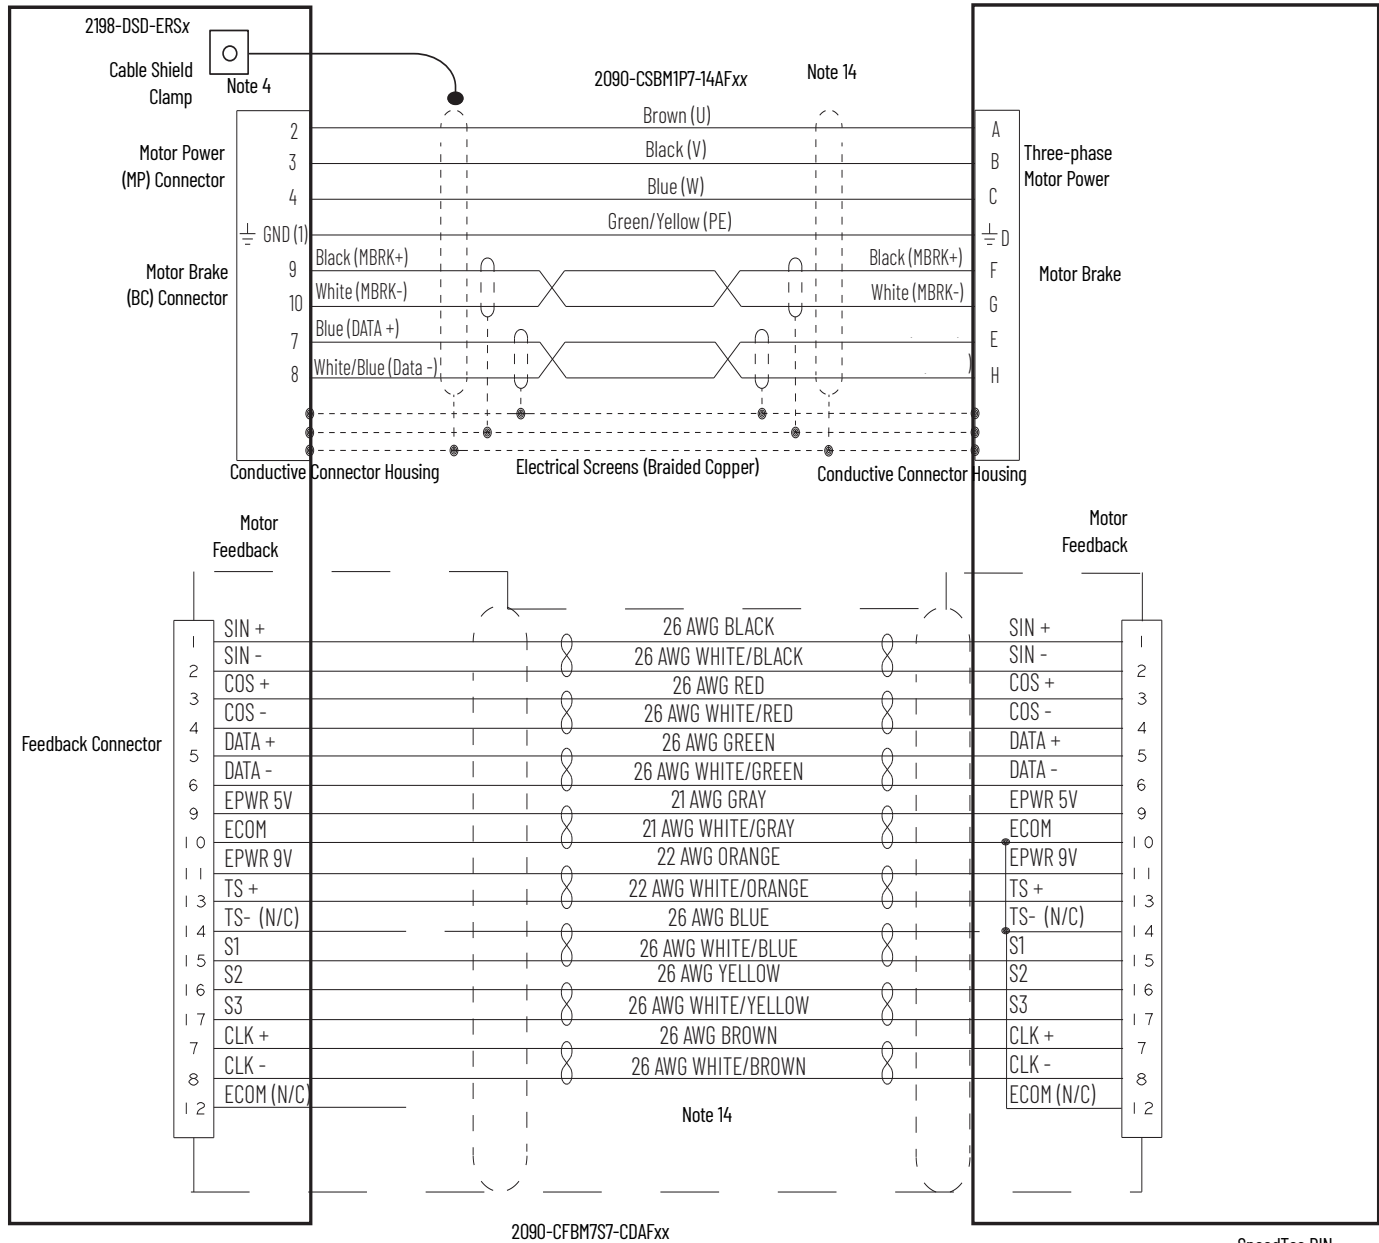 2198-DSD-ERSx
Cable Shield
Clamp
Note 4
2090-CSBM1P7-14AFxx
Note 14
Motor Power
(MP) Connector
Motor Brake
(BC) Connector
2
3
4
GND (1)
9
10
7
8
Brown (U)
Black (V)
Blue (W)
Green/Yellow (PE)
Black (MBRK+)
Black (MBRK+)
White (MBRK-)
White (MBRK-)
Blue (DATA +)
White/Blue (Data -)
)
A
B
C
D
F
G
E
H
Three-phase
Motor Power
Motor Brake
Conductive Connector Housing
Electrical Screens (Braided Copper)
Conductive Connector Housing
Motor
Feedback
Motor
Feedback
Feedback Connector
1 SIN + 26 AWG BLACK SIN + 1
2 SIN - 26 AWG WHITE/BLACK SIN - 2
3 COS + 26 AWG RED COS + 3
4 COS - 26 AWG WHITE/RED COS - 4
5 DATA + 26 AWG GREEN DATA + 5
6 DATA - 26 AWG WHITE/GREEN DATA - 6
9 EPWR 5V 21 AWG GRAY EPWR 5V 9
10 ECOM 21 AWG WHITE/GRAY ECOM 10
11 EPWR 9V 22 AWG ORANGE EPWR 9V 11
13 TS + 22 AWG WHITE/ORANGE TS + 13
14 TS- (N/C) 26 AWG BLUE TS- (N/C) 14
15 S1 26 AWG WHITE/BLUE S1 15
16 S2 26 AWG YELLOW S2 16
17 S3 26 AWG WHITE/YELLOW S3 17
7 CLK + 26 AWG BROWN CLK + 7
8 CLK - 26 AWG WHITE/BROWN CLK - 8
12 ECOM (N/C) ECOM (N/C) 12
Note 14
2090-CFBM7S7-CDAFxx